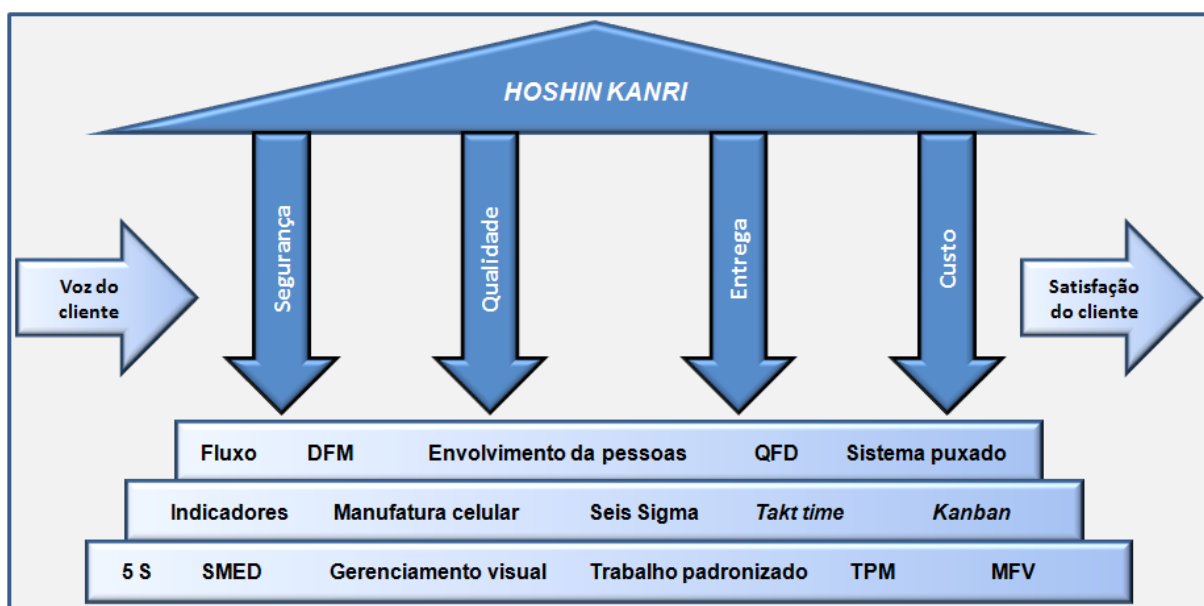 HOSHIN KANRI
Voz do
cliente
Segurança
Qualidade
Entrega
Custo
Satisfação
do cliente
Fluxo DFM Envolvimento da pessoas QFD Sistema puxado
Indicadores Manufatura celular Seis Sigma Takt time Kanban
5 S SMED Gerenciamento visual Trabalho padronizado TPM MFV